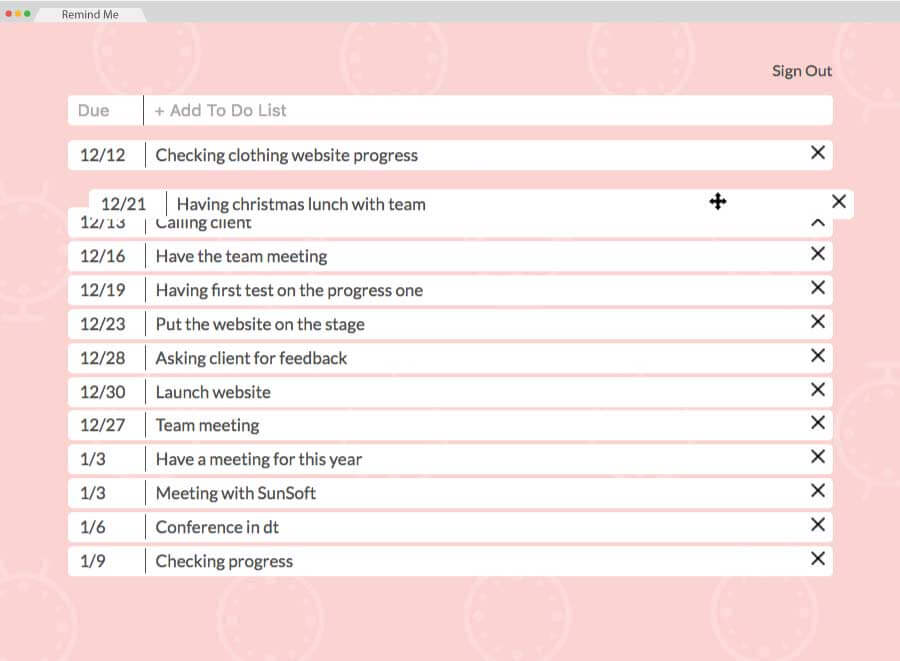 Remind Me
Sign Out
Due + Add To Do List
12/12 Checking clothing website progress
12/21 Having christmas lunch with team
12/13 Calling client
12/16 Have the team meeting
12/19 Having first test on the progress one
12/23 Put the website on the stage
12/28 Asking client for feedback
12/30 Launch website
12/27 Team meeting
1/3 Have a meeting for this year
1/3 Meeting with SunSoft
1/6 Conference in dt
1/9 Checking progress